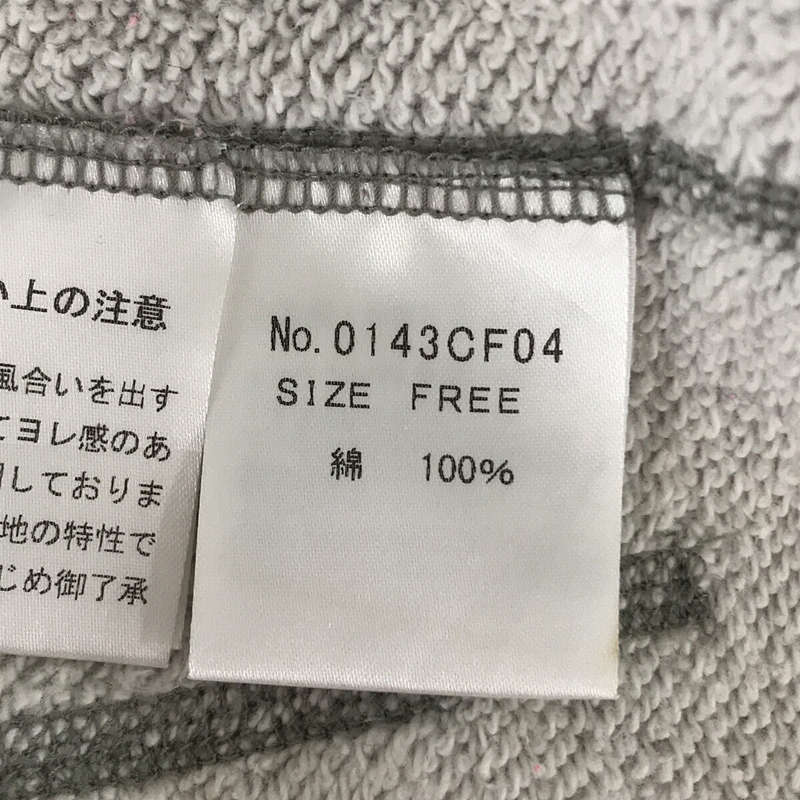 い上の注意
風合いを出す
てヨレ感のあ
しておりま
地の特性で
じめ御了承
No.0143CF04
SIZE FREE
綿 100%